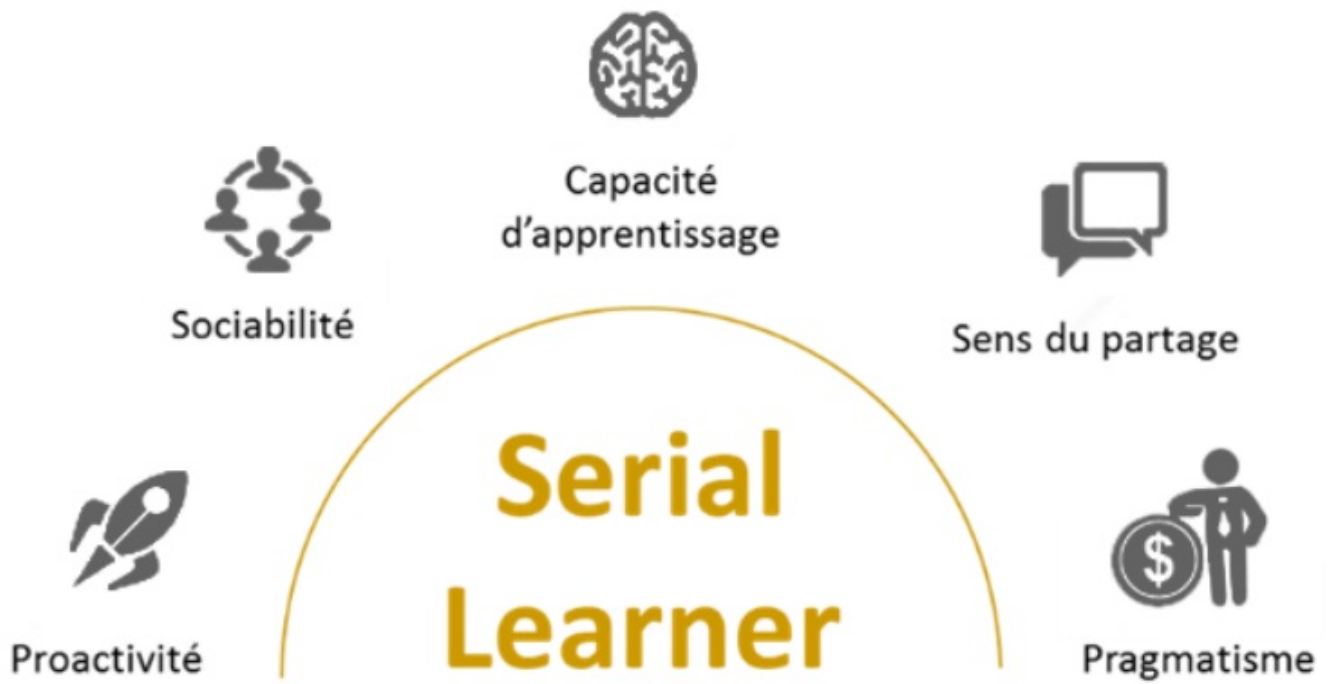 Capacité
d'apprentissage
Sociabilité
Sens du partage
Serial
Learner
Proactivité
Pragmatisme
$